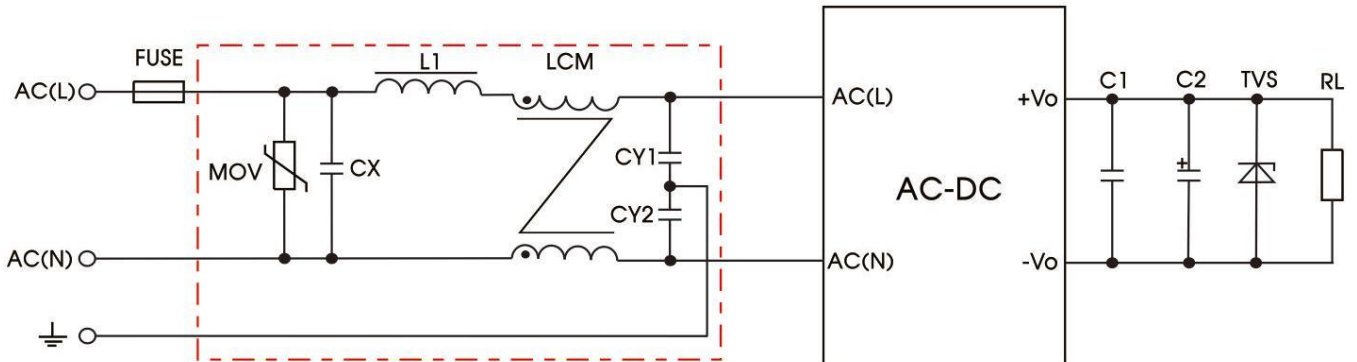 FUSE
L1
LCM
C1
C2
TVS
RL
AC(L)
AC(L)
+Vo
MOV
CX
CY1
+
AC-DC
CY2
AC(N)
AC(N)
-Vo